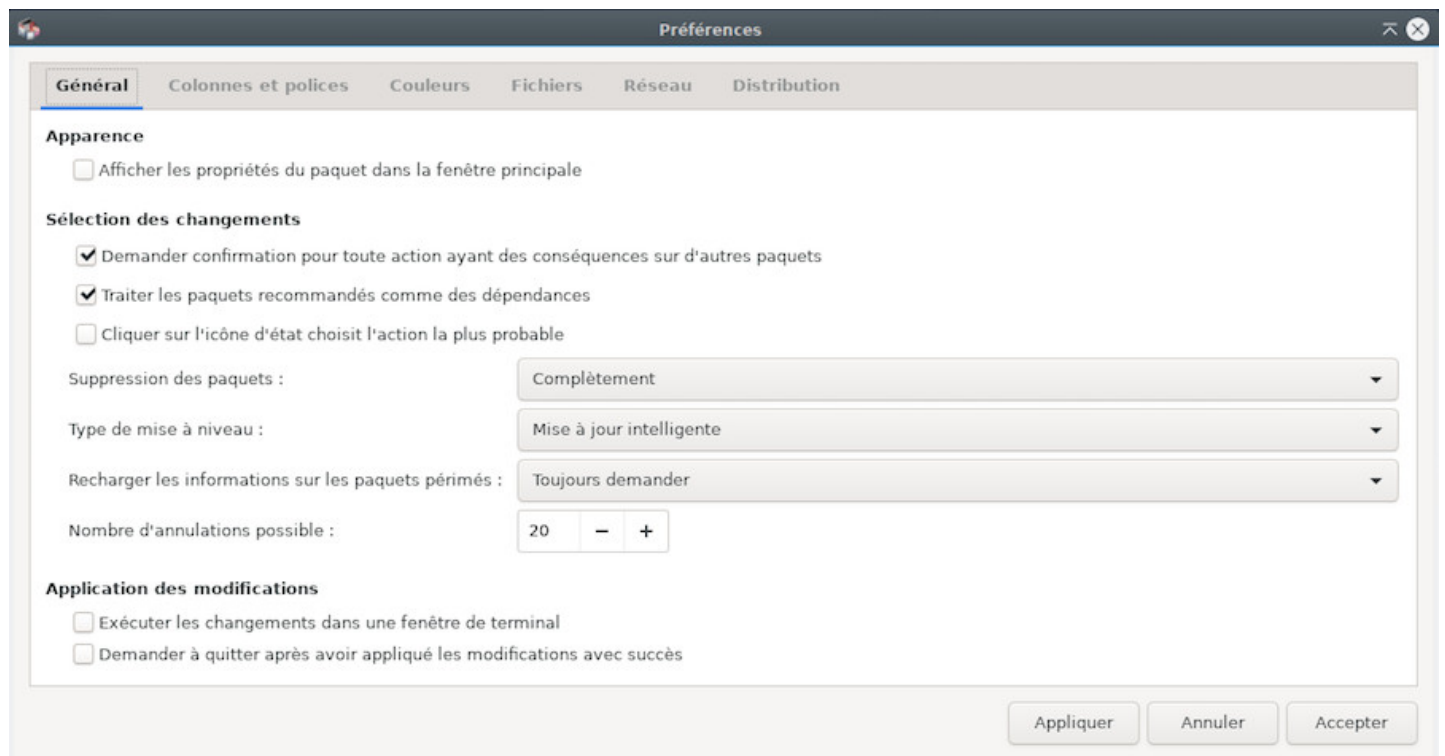 Préférences
Général Colonnes et polices Couleurs Fichiers Réseau Distribution
Apparence
Afficher les propriétés du paquet dans la fenêtre principale
Sélection des changements
Demander confirmation pour toute action ayant des conséquences sur d'autres paquets
Traiter les paquets recommandés comme des dépendances
Cliquer sur l'icône d'état choisit l'action la plus probable
Suppression des paquets : Complètement
Type de mise à niveau : Mise à jour intelligente
Recharger les informations sur les paquets périmés : Toujours demander
Nombre d'annulations possible : 20 − +
Application des modifications
Exécuter les changements dans une fenêtre de terminal
Demander à quitter après avoir appliqué les modifications avec succès
Appliquer Annuler Accepter